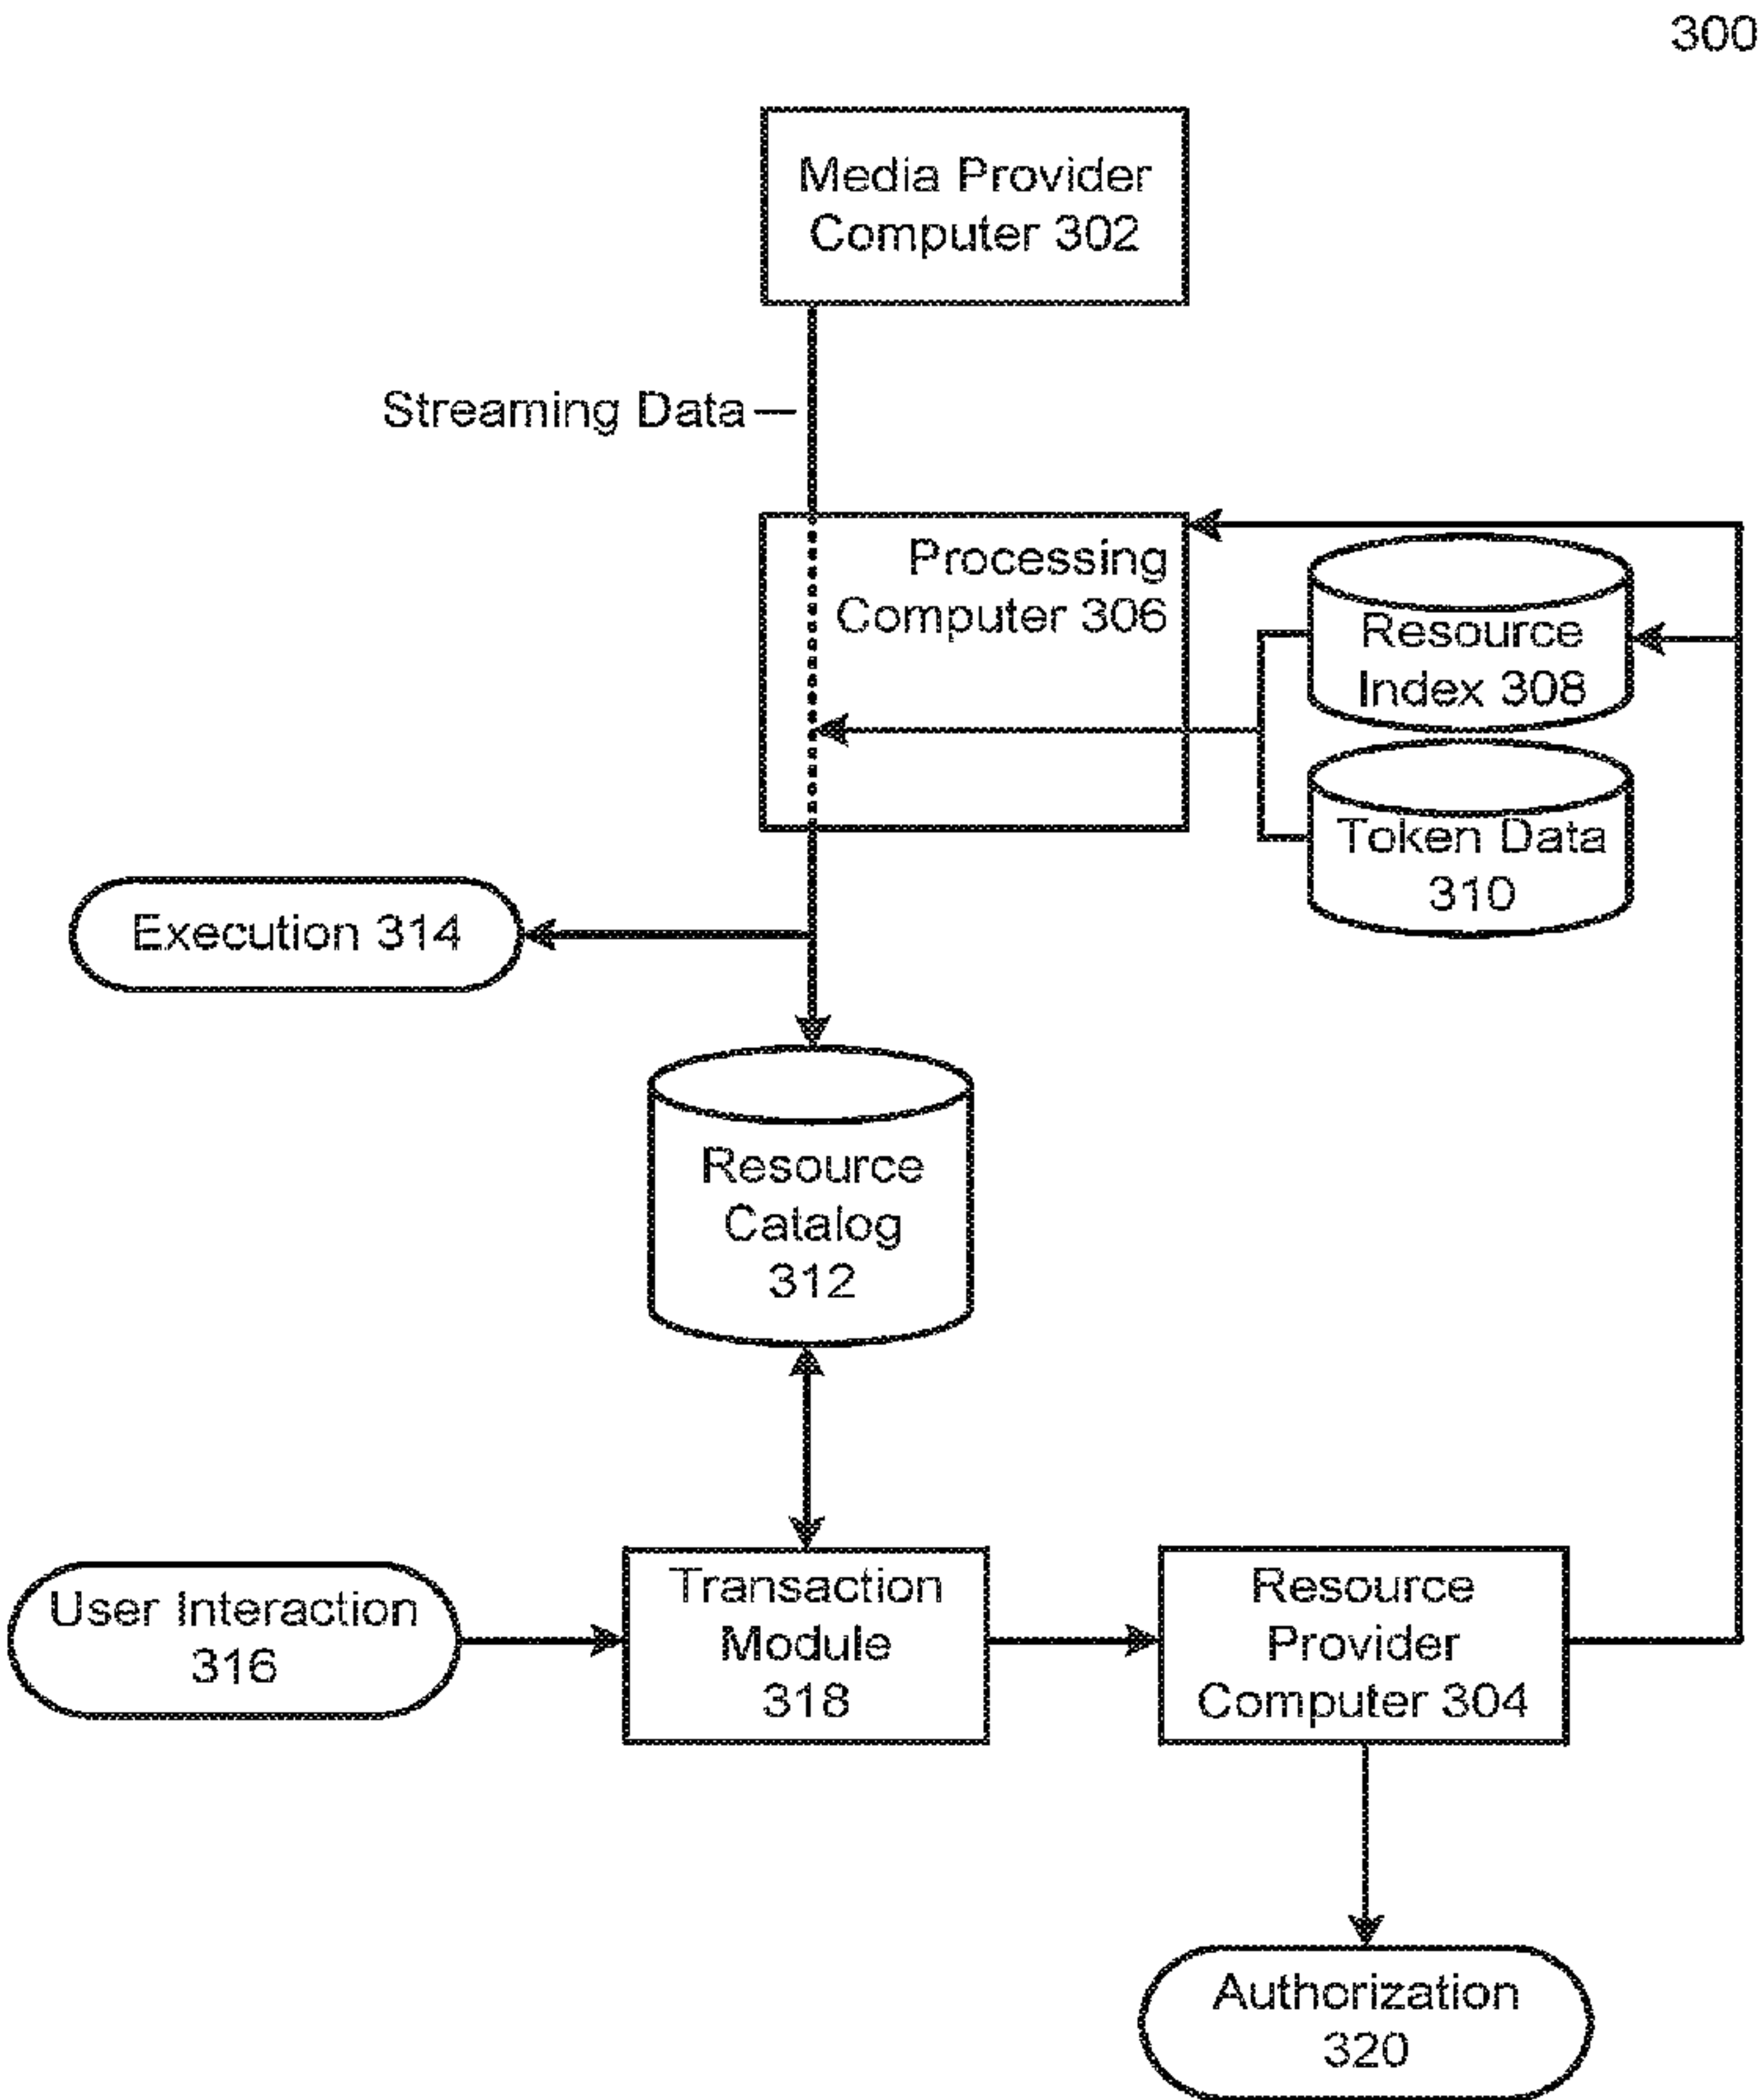 300
Media Provider
Computer 302
Streaming Data
Processing
Computer 306
Resource
Index 308
Token Data
310
Execution 314
Resource
Catalog
312
User Interaction
316
Transaction
Module
318
Resource
Provider
Computer 304
Authorization
320